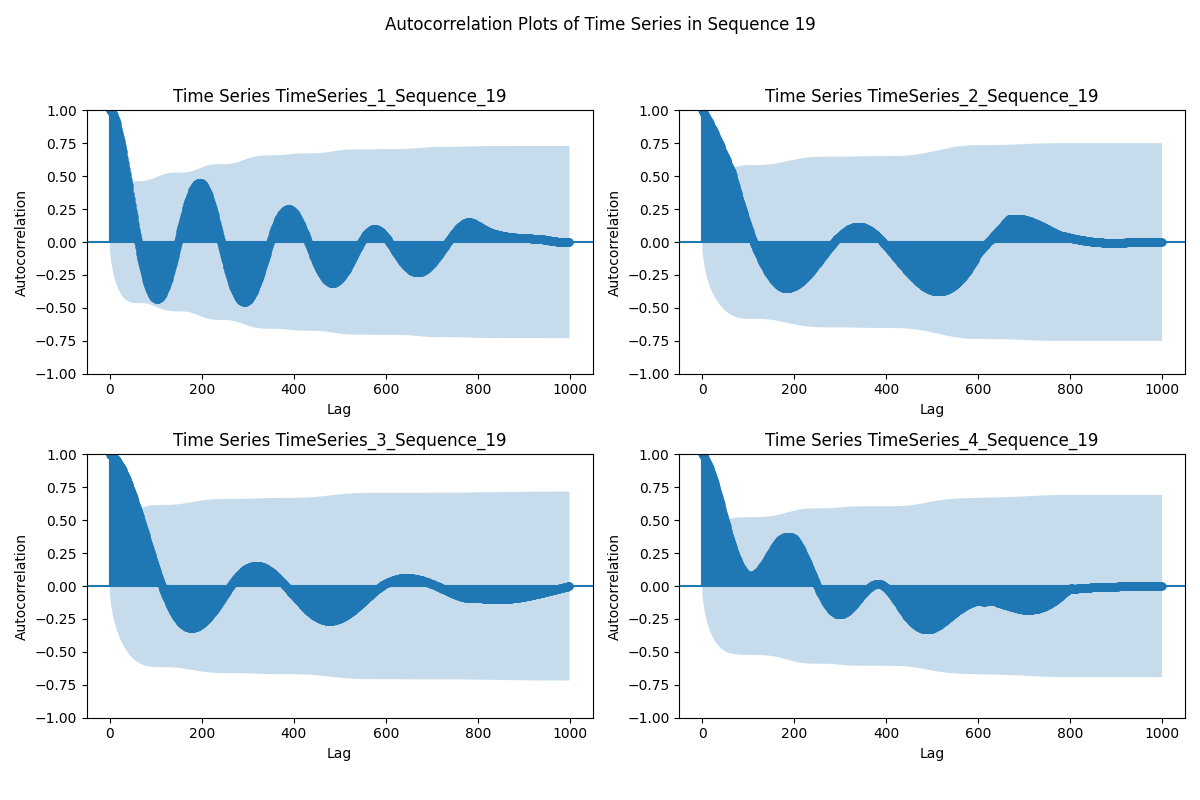 Autocorrelation Plots of Time Series in Sequence 19
Time Series TimeSeries_1_Sequence_19
1.00
0.75
0.50
0.25
0.00
−0.25
−0.50
−0.75
−1.00
Autocorrelation
0 200 400 600 800 1000
Lag
Time Series TimeSeries_2_Sequence_19
1.00
0.75
0.50
0.25
0.00
−0.25
−0.50
−0.75
−1.00
Autocorrelation
0 200 400 600 800 1000
Lag
Time Series TimeSeries_3_Sequence_19
1.00
0.75
0.50
0.25
0.00
−0.25
−0.50
−0.75
−1.00
Autocorrelation
0 200 400 600 800 1000
Lag
Time Series TimeSeries_4_Sequence_19
1.00
0.75
0.50
0.25
0.00
−0.25
−0.50
−0.75
−1.00
Autocorrelation
0 200 400 600 800 1000
Lag